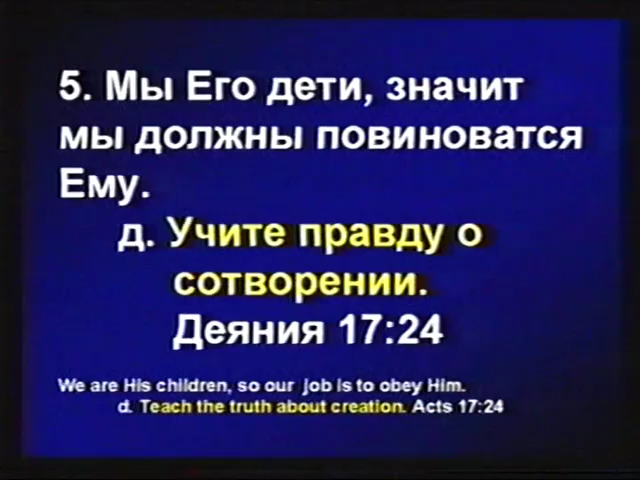 5. Мы Его дети, значит
мы должны повиноватся
Ему.
д. Учите правду о
сотворении.
Деяния 17:24
We are His children, so our job is to obey Him.
d. Teach the truth about creation. Acts 17:24